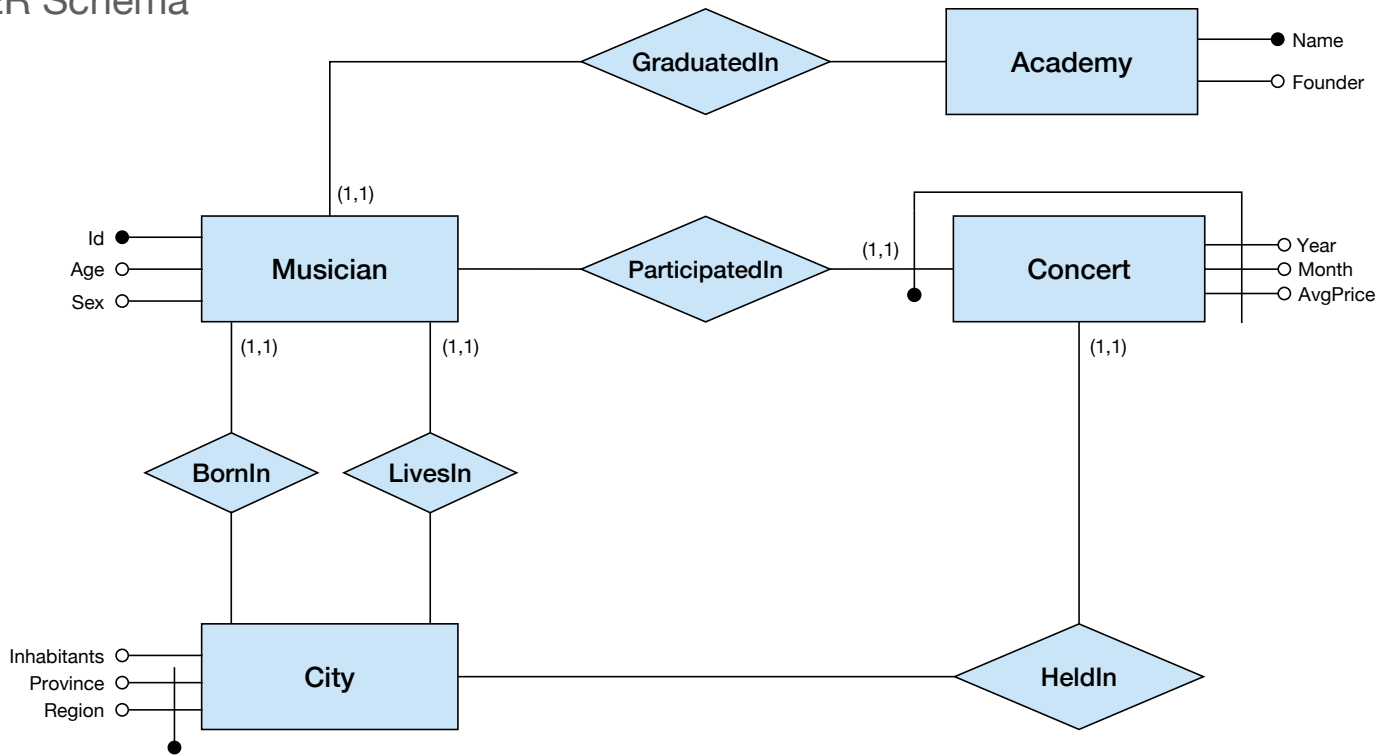 ER Schema
GraduatedIn
Academy
Name
Founder
(1,1)
Id
Age
Sex
Musician
ParticipatedIn
(1,1)
Concert
Year
Month
AvgPrice
(1,1)
(1,1)
(1,1)
BornIn
LivesIn
Inhabitants
Province
Region
City
HeldIn